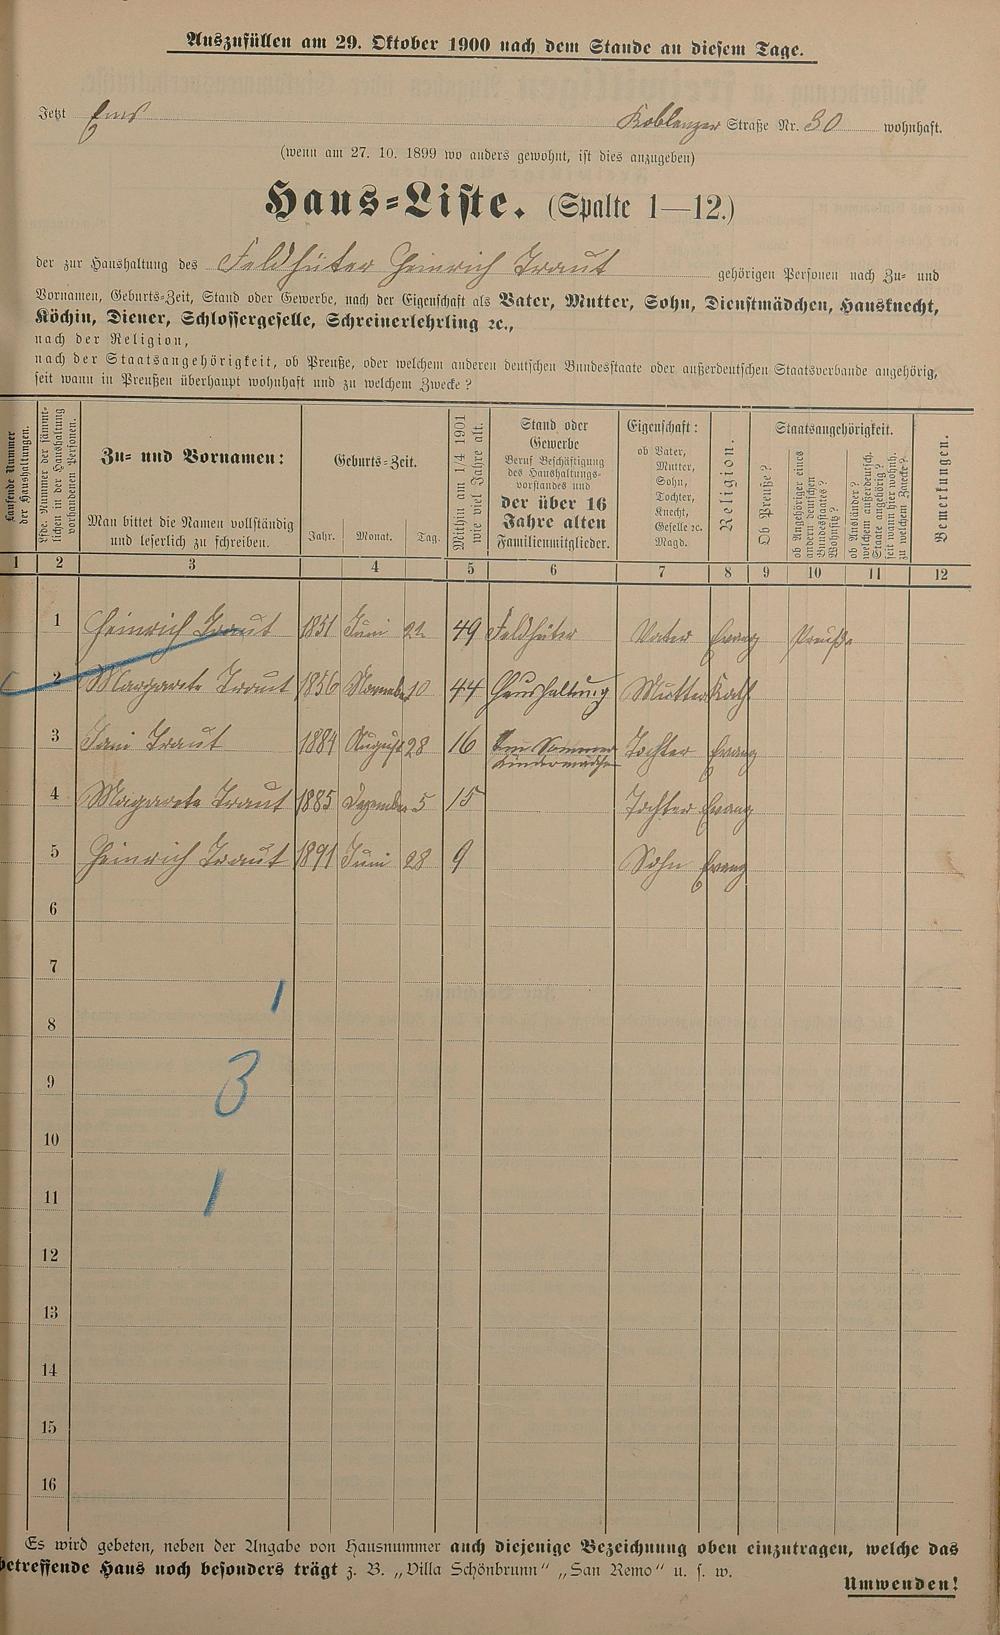 Auszufüllen am 29. Oktober 1900 nach dem Stande an diesem Tage.
Jetzt Ems Koblenzer Straße Nr. 30 wohnhaft.
(wenn am 27. 10. 1899 wo anders gewohnt, ist dies anzugeben)
Haus-Liste. (Spalte 1—12.)
der zur Haushaltung des Feldhüter Heinrich Traut gehörigen Personen nach Zu- und
Vornamen, Geburts-Zeit, Stand oder Gewerbe, nach der Eigenschaft als Vater, Mutter, Sohn, Dienstmädchen, Hausknecht,
Köchin, Diener, Schlossergeselle, Schreinerlehrling ꝛc.,
nach der Religion,
nach der Staatsangehörigkeit, ob Preuße, oder welchem anderen deutschen Bundesstaate oder außerdeutschen Staatsverbande angehörig,
seit wann in Preußen überhaupt wohnhaft und zu welchem Zwecke?
Laufende Nummer der Haushaltungen.
Lfde. Nummer der sämmtlichen in der Haushaltung vorhandenen Personen.
Zu- und Vornamen:
Man bittet die Namen vollständig
und leserlich zu schreiben.
Geburts-Zeit.
Jahr. Monat. Tag.
Mithin am 1/4 1901
wie viel Jahre alt.
Stand oder
Gewerbe
Beruf Beschäftigung
des Haushaltungs-
vorstandes und
der über 16
Jahre alten
Familienmitglieder.
Eigenschaft:
ob Vater,
Mutter,
Sohn,
Tochter,
Knecht,
Geselle ꝛc.
Magd.
Religion.
Staatsangehörigkeit.
Ob Preuße?
ob Angehöriger eines
andern deutschen
Bundesstaates?
Wohnsitz?
ob Ausländer?
welchem außerdeutsch.
Staate angehörig?
seit wann hier wohnh.
zu welchem Zwecke?
Bemerkungen.
1 2 3 4 5 6 7 8 9 10 11 12
1 Heinrich Traut 1851 Juni 22 49 Feldhüter Vater Evang Preuße
2 Margarete Traut 1856 November 10 44 Haushaltung Mutter Kath.
3 Traut 1884 August 28 16 Im Sommer Kindermädchen Tochter Evang
4 Magarete Traut 1885 Dezember 5 15 Tochter Evang
5 Heinrich Traut 1891 Juni 28 9 Sohn Evang
6
7
1
8
9 3
10
11 1
12
13
14
15
16
Es wird gebeten, neben der Angabe von Hausnummer auch diejenige Bezeichnung oben einzutragen, welche das
betreffende Haus noch besonders trägt z. B. „Villa Schönbrunn“ „San Remo“ u. s. w.
Umwenden!